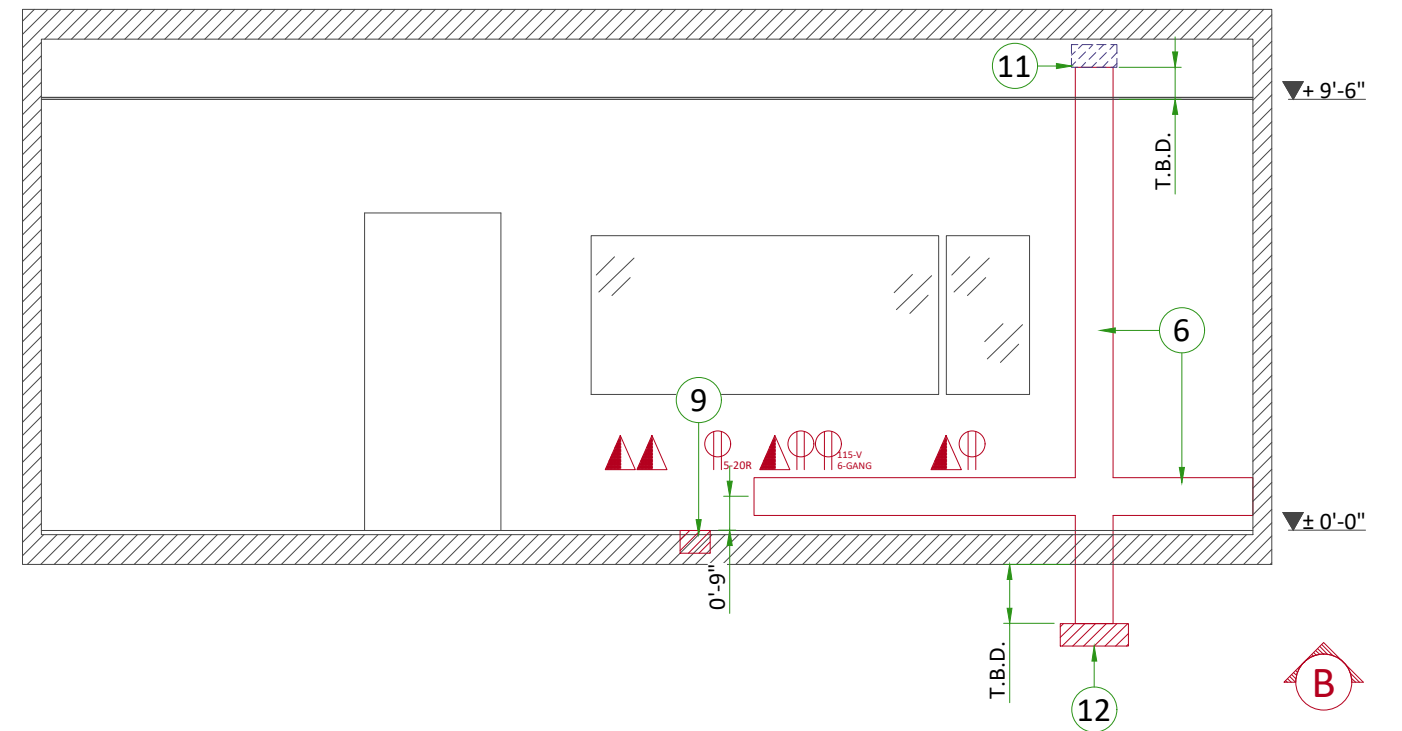 11
+ 9'-6"
T.B.D.
6
9
5-20R
115-V
6-GANG
± 0'-0"
0'-9"
T.B.D.
B
12